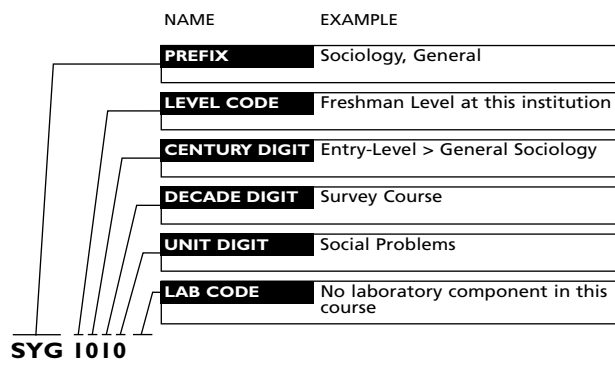 NAME EXAMPLE
PREFIX Sociology, General
LEVEL CODE Freshman Level at this institution
CENTURY DIGIT Entry-Level > General Sociology
DECADE DIGIT Survey Course
UNIT DIGIT Social Problems
LAB CODE No laboratory component in this
course
SYG 1010